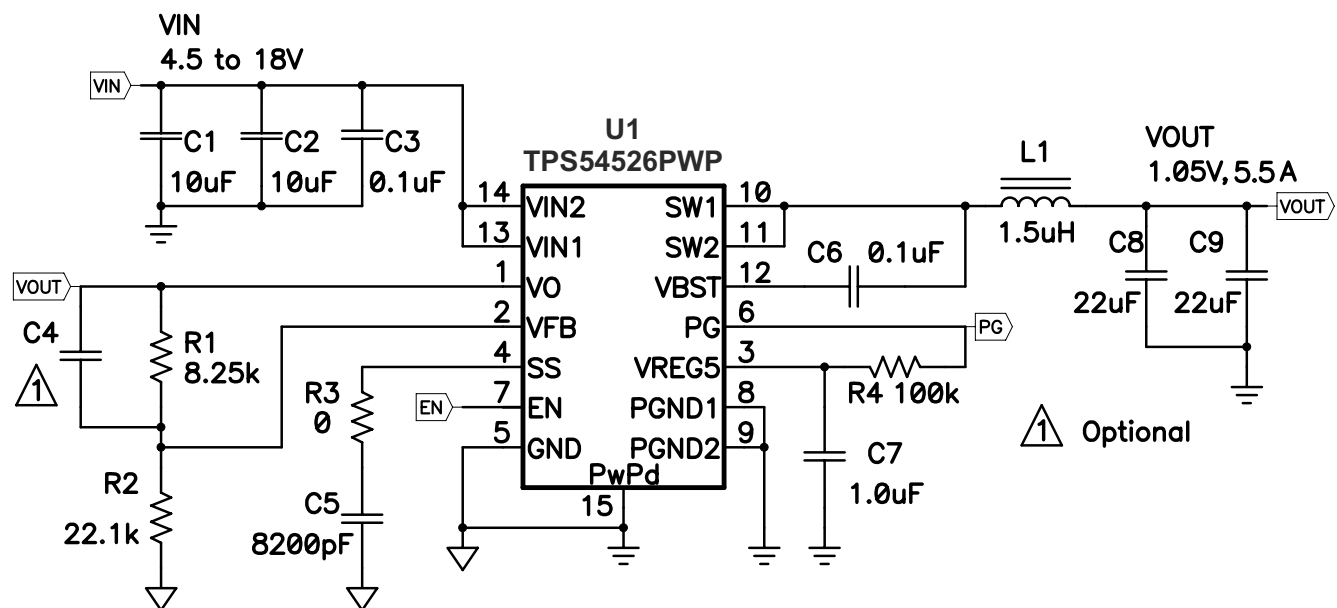 VIN
4.5 to 18V
VIN
C1
10uF
C2
10uF
C3
0.1uF
U1
TPS54526PWP
14
VIN2
13
VIN1
1
VO
2
VFB
4
SS
7
EN
5
GND
SW1
10
SW2
11
VBST
12
PG
6
VREG5
3
PGND1
8
PGND2
9
PwPd
15
L1
1.5uH
VOUT
1.05V, 5.5A
VOUT
C6
0.1uF
C8
22uF
C9
22uF
PG
R4 100k
C7
1.0uF
1 Optional
VOUT
C4
1
R1
8.25k
R2
22.1k
R3
0
C5
8200pF
EN